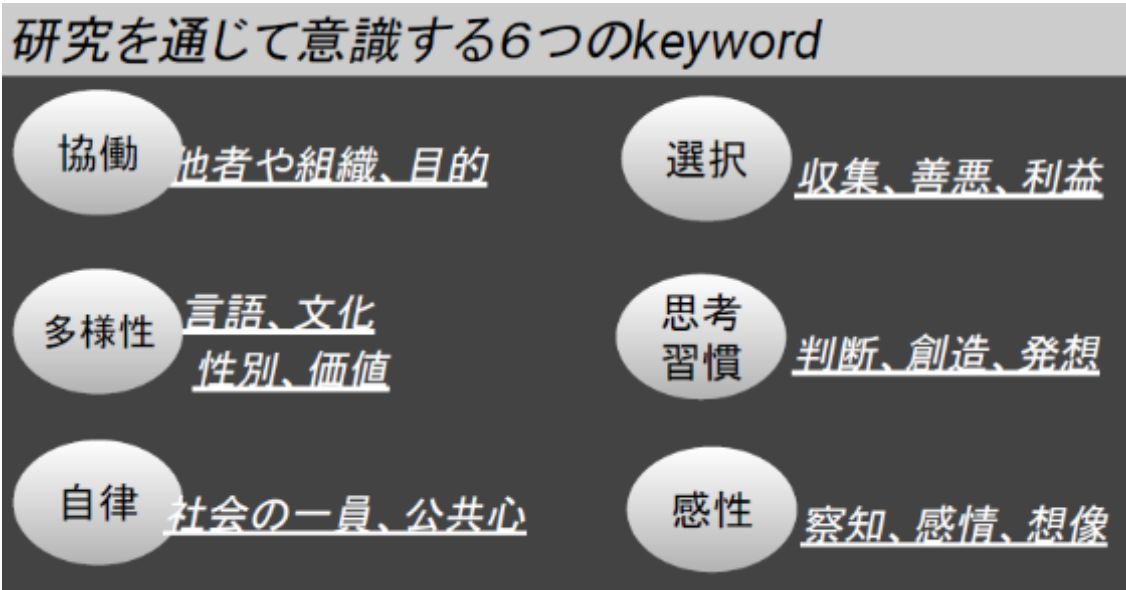 研究を通じて意識する６つのkeyword
協働
他者や組織、目的
選択
収集、善悪、利益
多様性
言語、文化
性別、価値
思考
習慣
判断、創造、発想
自律
社会の一員、公共心
感性
察知、感情、想像